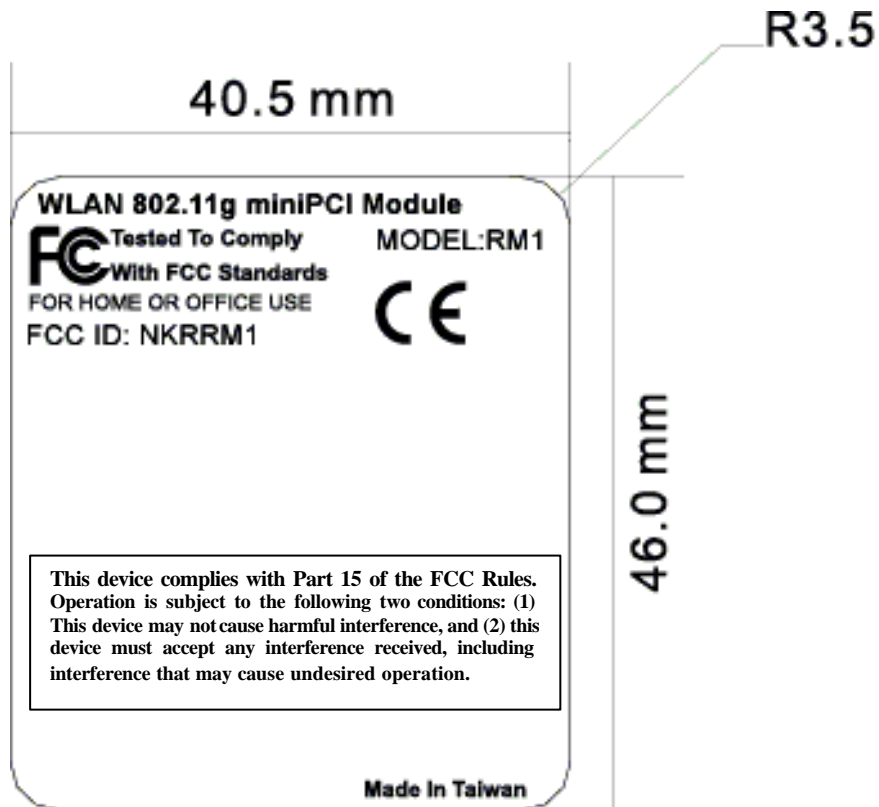 R3.5
40.5 mm
WLAN 802.11g miniPCI Module
FC Tested To Comply
With FCC Standards
MODEL:RM1
FOR HOME OR OFFICE USE
CE
FCC ID: NKRRM1
46.0 mm
This device complies with Part 15 of the FCC Rules.
Operation is subject to the following two conditions: (1)
This device may not cause harmful interference, and (2) this
device must accept any interference received, including
interference that may cause undesired operation.
Made In Taiwan